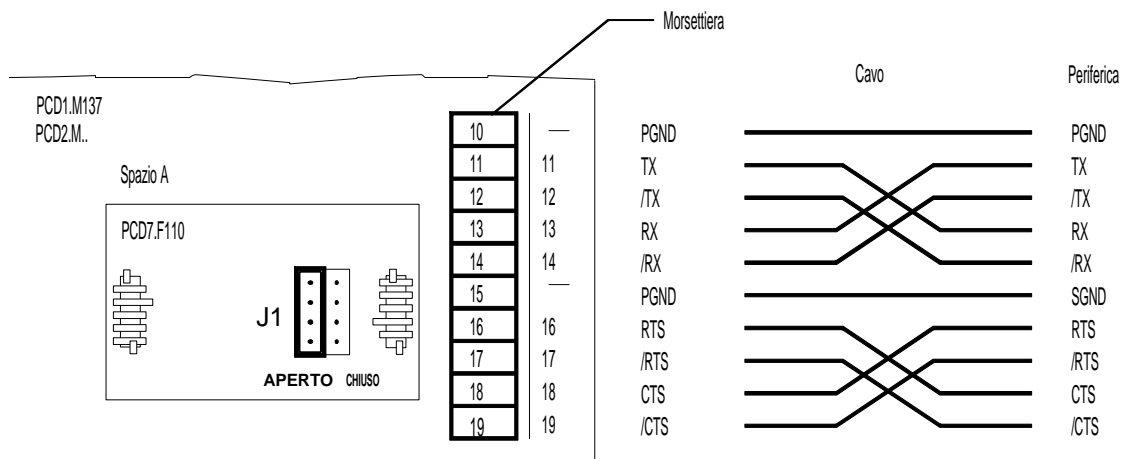 Morsettiera
Cavo Periferica
PCD1.M137
PCD2.M..
Spazio A
PCD7.F110
J1
APERTO CHIUSO
10 — PGND PGND
11 11 TX TX
12 12 /TX /TX
13 13 RX RX
14 14 /RX /RX
15 — PGND SGND
16 16 RTS RTS
17 17 /RTS /RTS
18 18 CTS CTS
19 19 /CTS /CTS